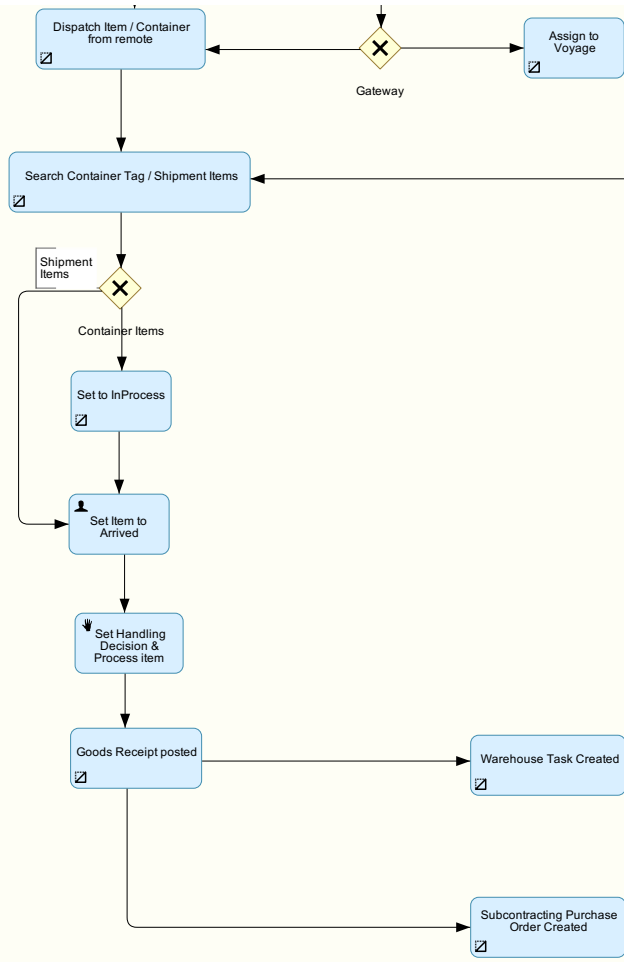 Dispatch Item / Container
from remote
Assign to
Voyage
Gateway
Search Container Tag / Shipment Items
Shipment
Items
Container Items
Set to InProcess
Set Item to
Arrived
Set Handling
Decision &
Process item
Goods Receipt posted
Warehouse Task Created
Subcontracting Purchase
Order Created